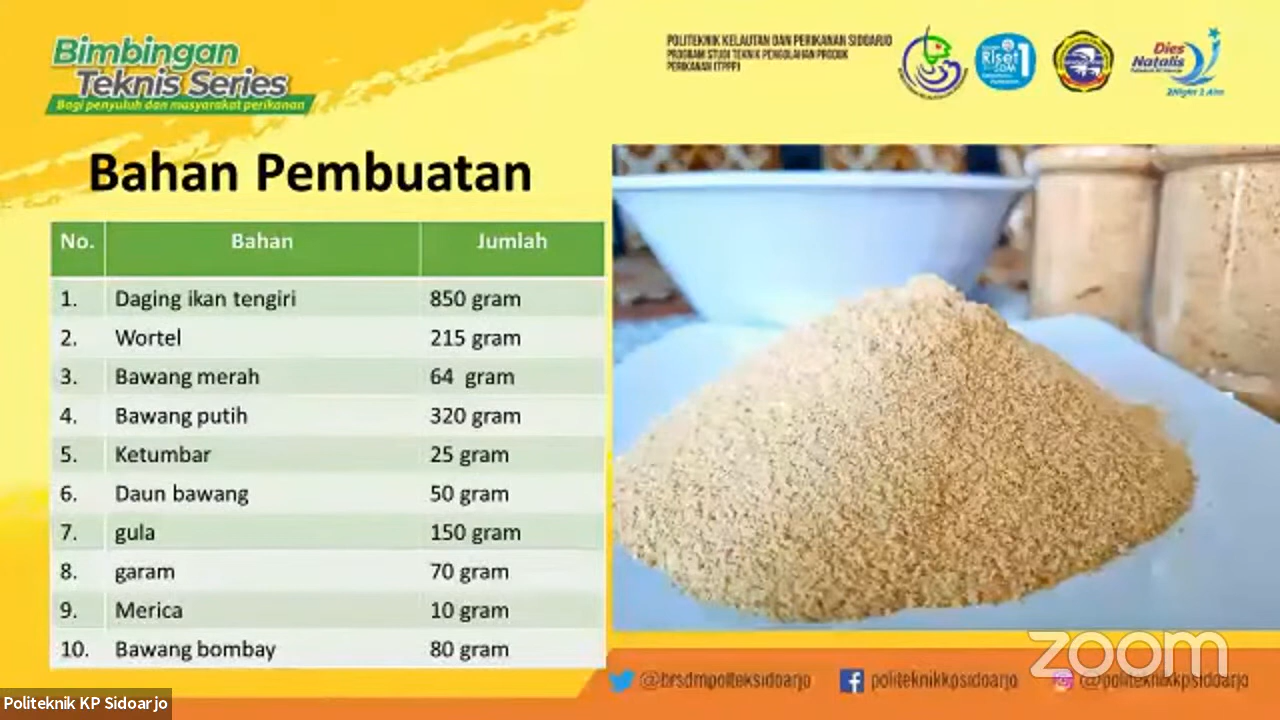 Bimbingan
Teknis Series
Bagi penyuluh dan masyarakat perikanan
POLITEKNIK KELAUTAN DAN PERIKANAN SIDOARJO
PROGRAM STUDI TEKNIK PENGOLAHAN PRODUK
PERIKANAN (TPPP)
Riset
1
Dies
Natalis
Bahan Pembuatan
No. Bahan Jumlah
1. Daging ikan tengiri 850 gram
2. Wortel 215 gram
3. Bawang merah 64 gram
4. Bawang putih 320 gram
5. Ketumbar 25 gram
6. Daun bawang 50 gram
7. gula 150 gram
8. garam 70 gram
9. Merica 10 gram
10. Bawang bombay 80 gram
zoom
@brsdmpolteksidoarjo politeknikkpsidoarjo @politeknikkpsidoarjo
Politeknik KP Sidoarjo